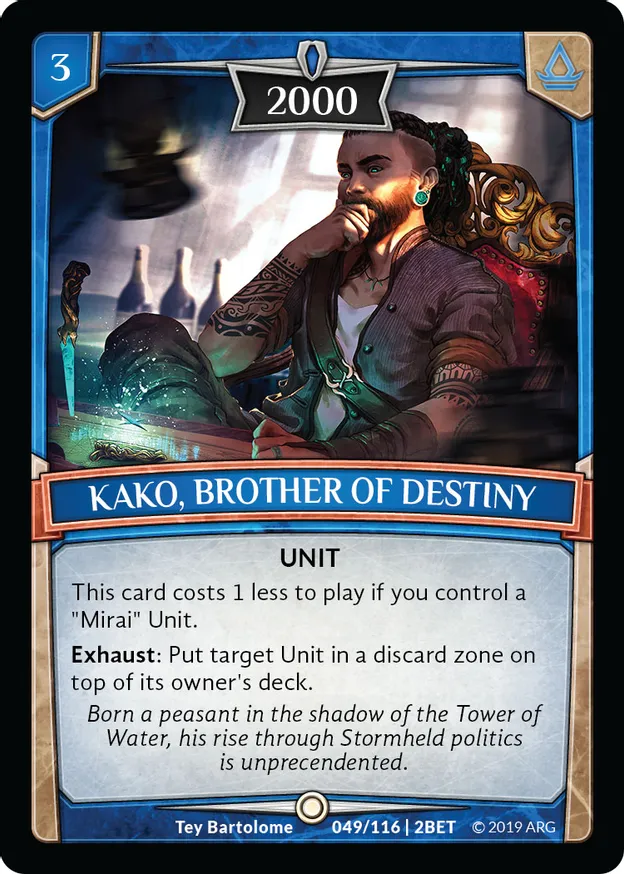 3
2000
KAKO, BROTHER OF DESTINY
UNIT
This card costs 1 less to play if you control a
"Mirai" Unit.
Exhaust: Put target Unit in a discard zone on
top of its owner's deck.
Born a peasant in the shadow of the Tower of
Water, his rise through Stormheld politics
is unprecendented.
Tey Bartolome 049/116 | 2BET © 2019 ARG